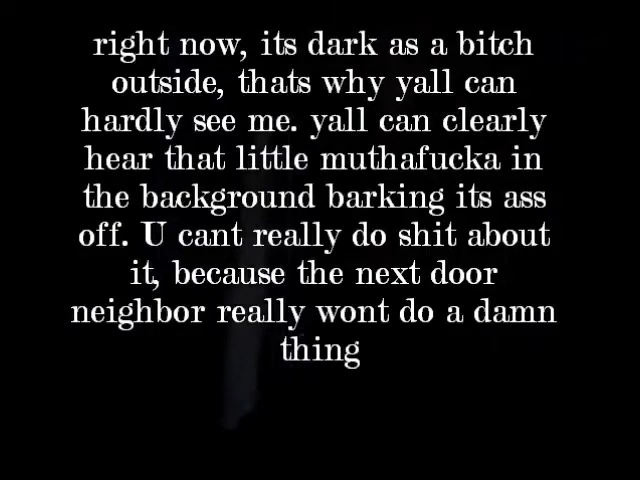 right now, its dark as a bitch
outside, thats why yall can
hardly see me. yall can clearly
hear that little muthafucka in
the background barking its ass
off. U cant really do shit about
it, because the next door
neighbor really wont do a damn
thing